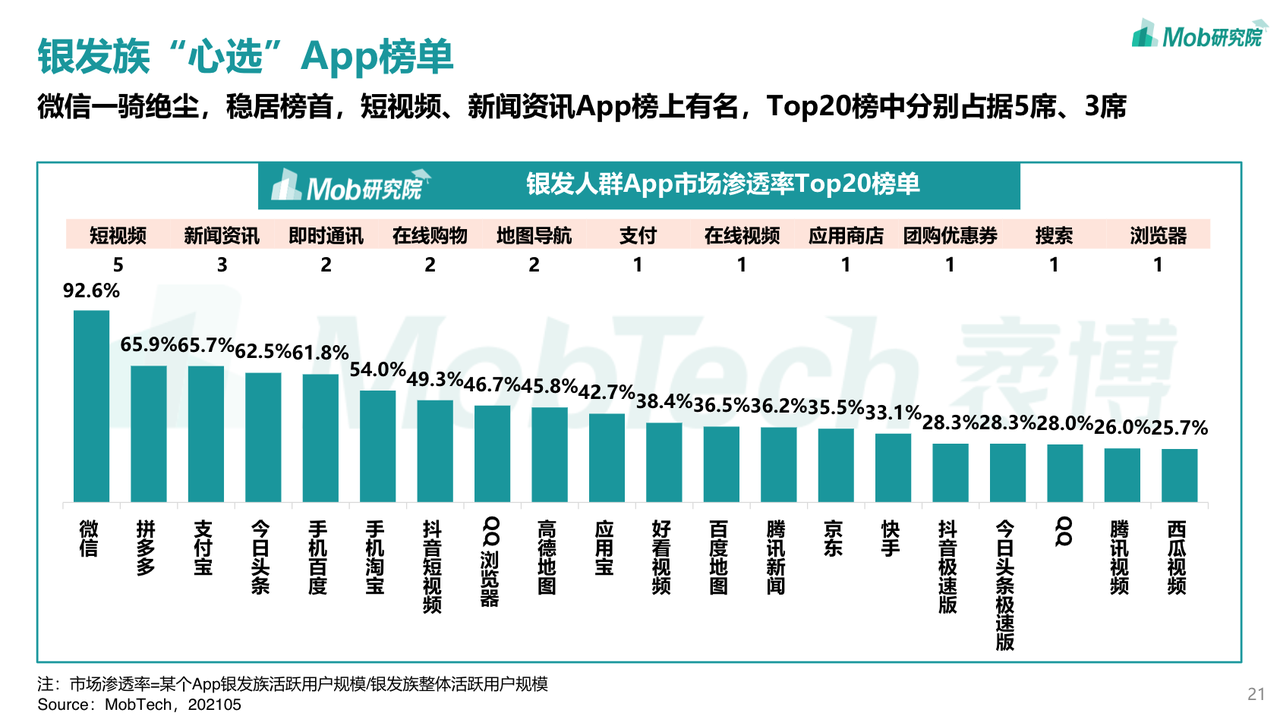 银发族“心选”App榜单
Mob研究院
微信一骑绝尘，稳居榜首，短视频、新闻资讯App榜上有名，Top20榜中分别占据5席、3席
Mob研究院
银发人群App市场渗透率Top20榜单
短视频 新闻资讯 即时通讯 在线购物 地图导航 支付 在线视频 应用商店 团购优惠券 搜索 浏览器
5 3 2 2 2 1 1 1 1 1 1
92.6% 65.9% 65.7% 62.5% 61.8% 54.0% 49.3% 46.7% 45.8% 42.7% 38.4% 36.5% 36.2% 35.5% 33.1% 28.3% 28.3% 28.0% 26.0% 25.7%
MobTech 袤博
微信
拼多多
支付宝
今日头条
手机百度
手机淘宝
抖音短视频
QQ浏览器
高德地图
应用宝
好看视频
百度地图
腾讯新闻
京东
快手
抖音极速版
今日头条极速版
QQ
腾讯视频
西瓜视频
注：市场渗透率=某个App银发族活跃用户规模/银发族整体活跃用户规模
Source：MobTech，202105
21